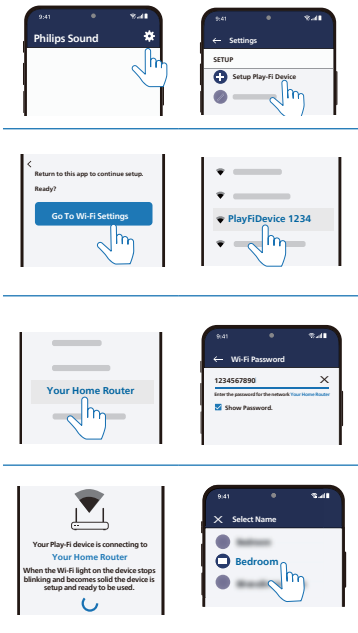 9:41
Philips Sound
9:41
← Settings
SETUP
Setup Play-Fi Device
Return to this app to continue setup.
Ready?
Go To Wi-Fi Settings
PlayFiDevice 1234
Your Home Router
9:41
← Wi-Fi Password
1234567890
Enter the password for the network Your Home Router
Show Password.
Your Play-Fi device is connecting to
Your Home Router
When the Wi-Fi light on the device stops
blinking and becomes solid the device is
setup and ready to be used.
9:41
Select Name
Bedroom